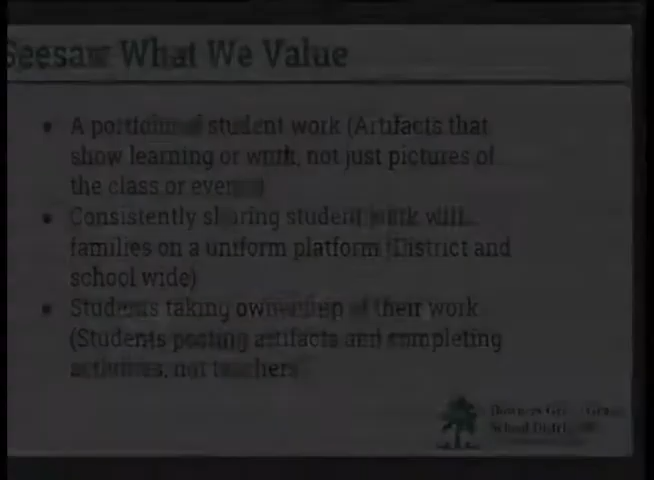 Seesaw What We Value
• A portfolio of student work (Artifacts that
show learning or work, not just pictures of
the class or events)
• Consistently sharing student work with
families on a uniform platform (District and
school wide)
• Students taking ownership of their work
(Students posting artifacts and completing
activities, not teachers)
School District